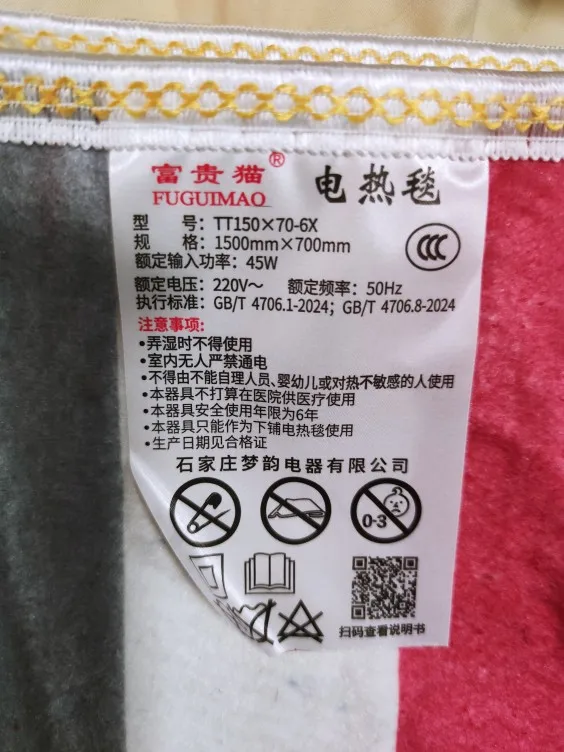 富贵猫® 电热毯
FUGUIMAO
型 号：TT150×70-6X
规 格：1500mm×700mm
额定输入功率：45W
CCC
额定电压：220V～ 额定频率：50Hz
执行标准：GB/T 4706.1-2024；GB/T 4706.8-2024
注意事项:
•弄湿时不得使用
•室内无人严禁通电
•不得由不能自理人员、婴幼儿或对热不敏感的人使用
•本器具不打算在医院供医疗使用
•本器具安全使用年限为6年
•本器具只能作为下铺电热毯使用
•生产日期见合格证
石家庄梦韵电器有限公司
0-3
扫码查看说明书